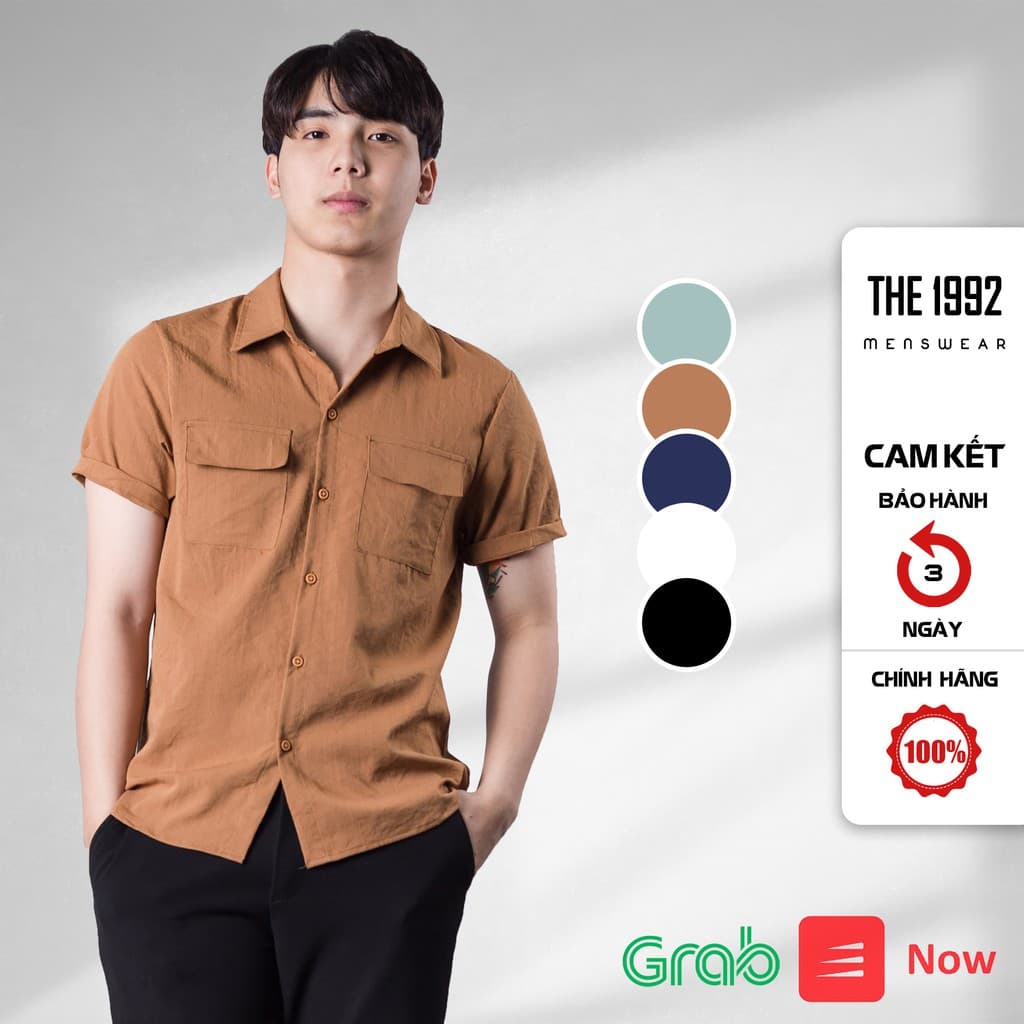 THE 1992
MENSWEAR
CAM KẾT
BẢO HÀNH
3
NGÀY
CHÍNH HÃNG
100%
Grab
Now